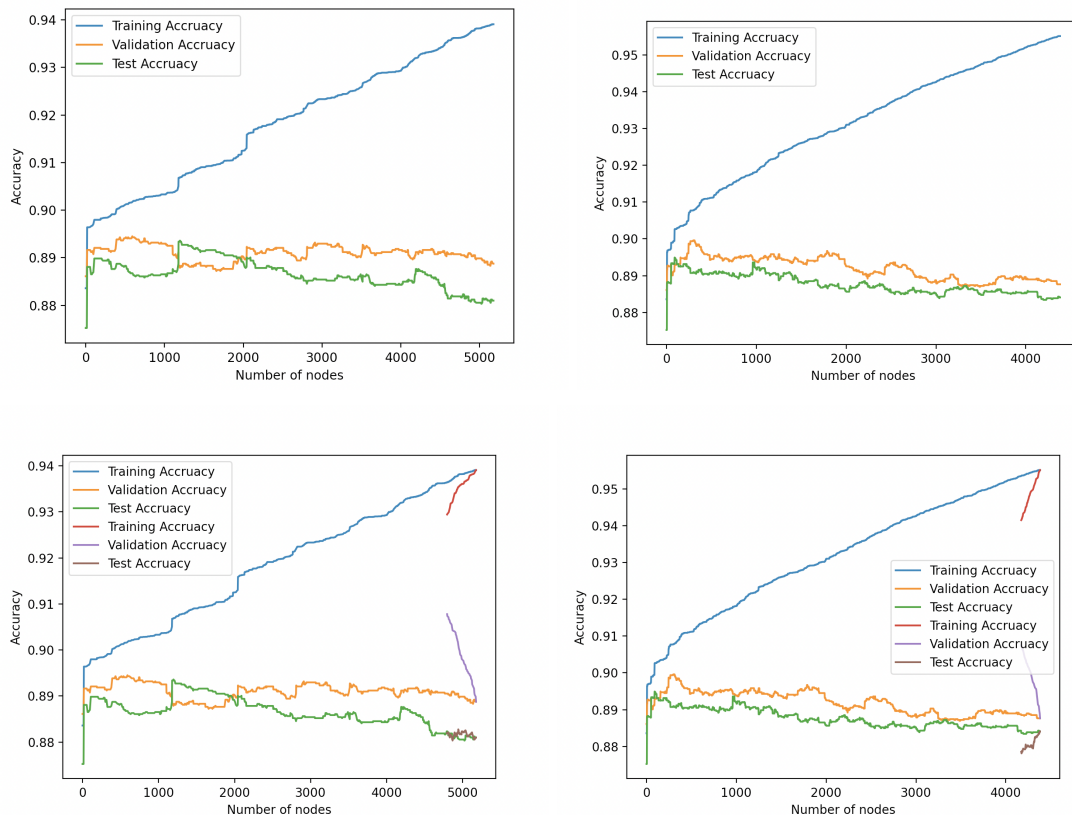 0.94
0.93
0.92
0.91
0.90
0.89
0.88
Accuracy
Training Accruacy
Validation Accruacy
Test Accruacy
0 1000 2000 3000 4000 5000
Number of nodes
0.95
0.94
0.93
0.92
0.91
0.90
0.89
0.88
Accuracy
Training Accruacy
Validation Accruacy
Test Accruacy
0 1000 2000 3000 4000
Number of nodes
0.94
0.93
0.92
0.91
0.90
0.89
0.88
Accuracy
Training Accruacy
Validation Accruacy
Test Accruacy
Training Accruacy
Validation Accruacy
Test Accruacy
0 1000 2000 3000 4000 5000
Number of nodes
0.95
0.94
0.93
0.92
0.91
0.90
0.89
0.88
Accuracy
Training Accruacy
Validation Accruacy
Test Accruacy
Training Accruacy
Validation Accruacy
Test Accruacy
0 1000 2000 3000 4000
Number of nodes